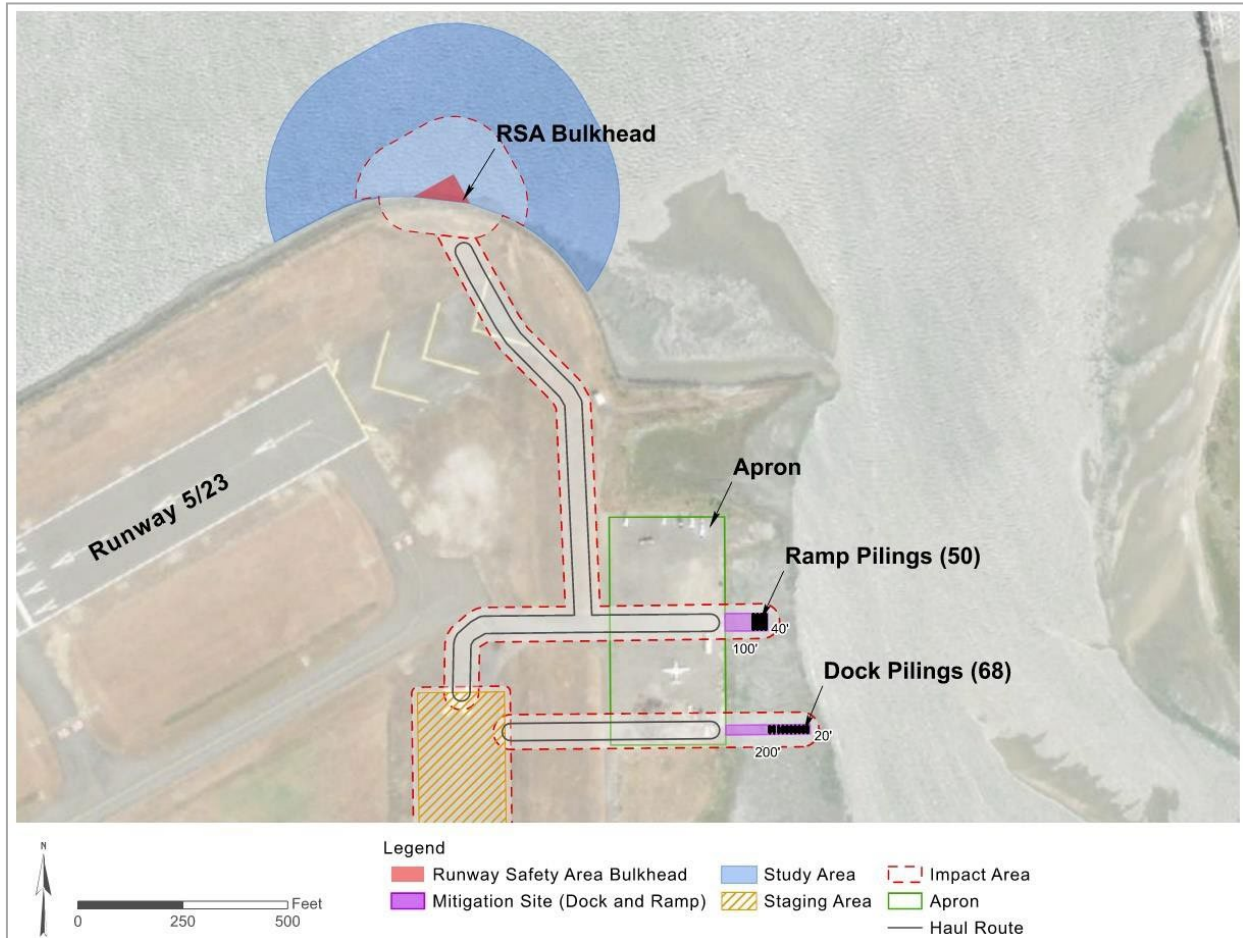 RSA Bulkhead
Runway 5/23
Apron
Ramp Pilings (50)
40'
100'
Dock Pilings (68)
20'
200'
N
Feet
0 250 500
Legend
Runway Safety Area Bulkhead
Mitigation Site (Dock and Ramp)
Study Area
Staging Area
Impact Area
Apron
Haul Route